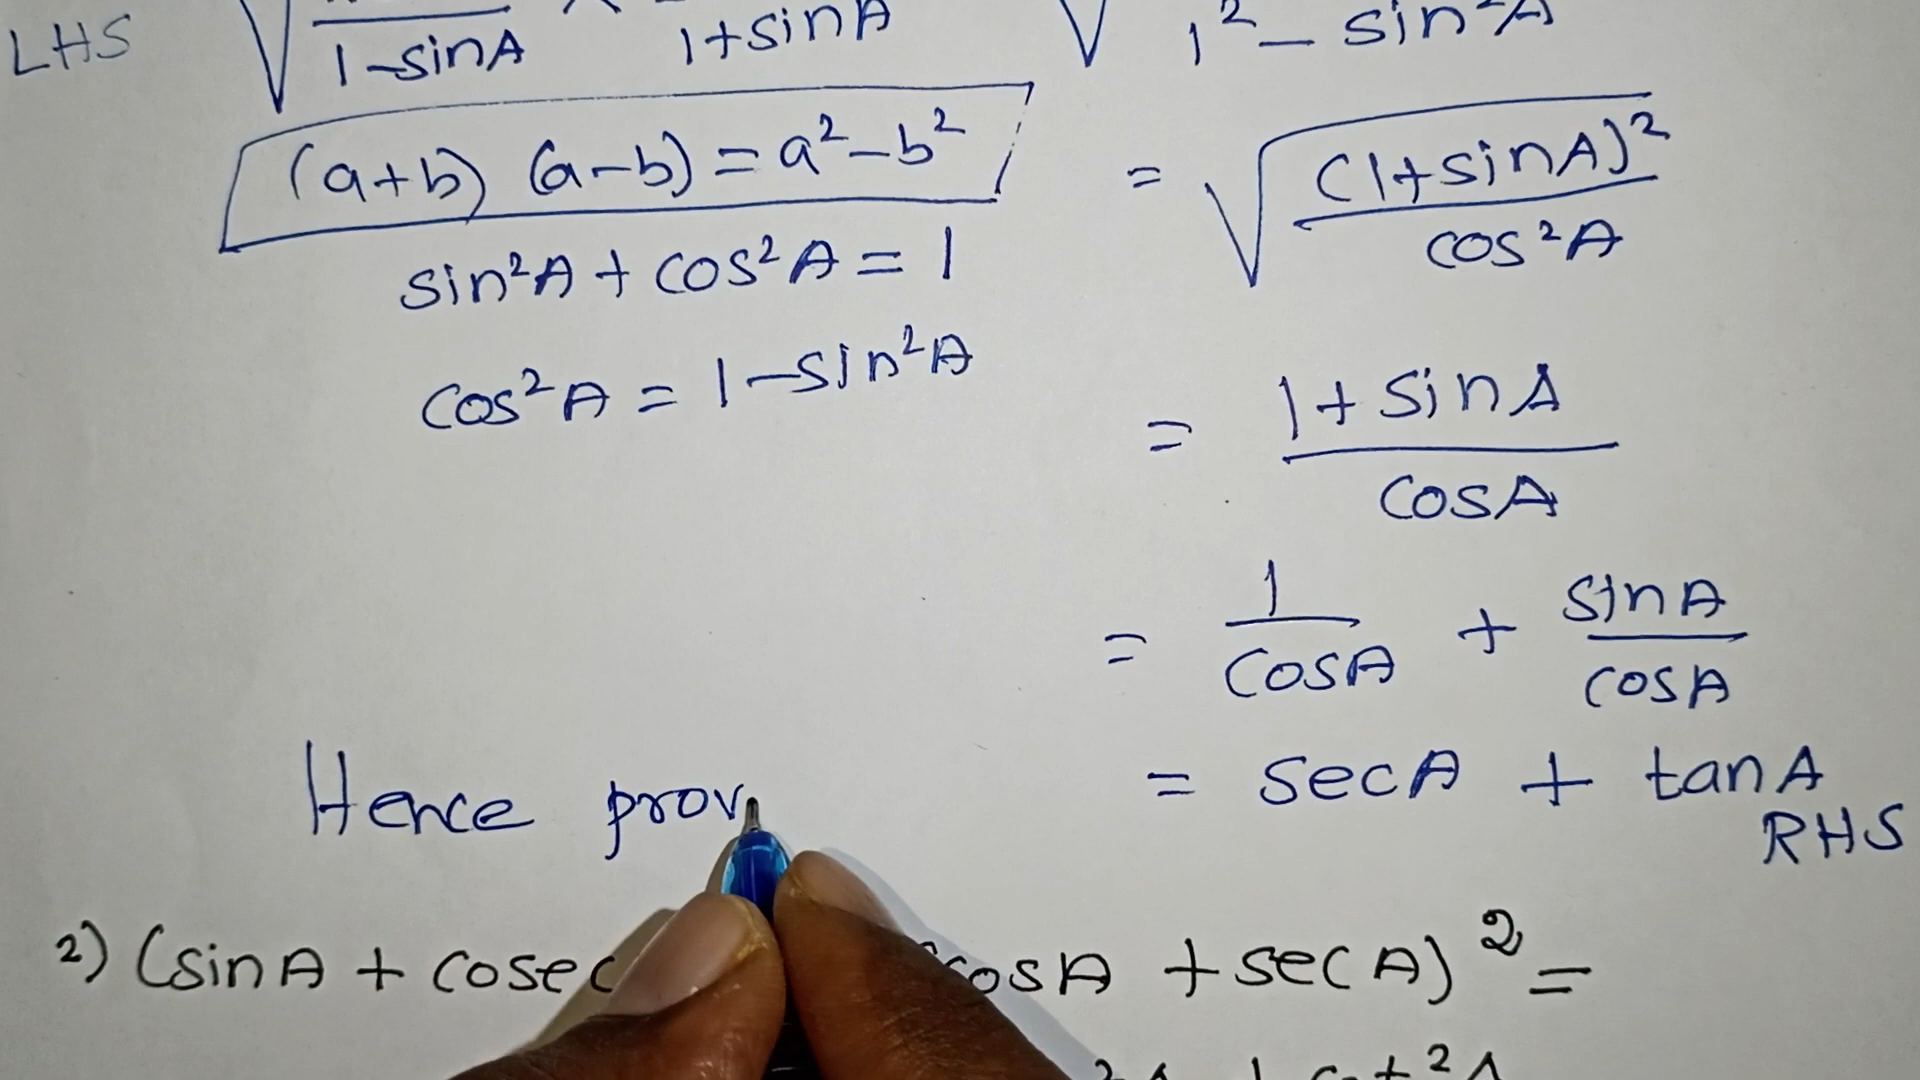 LHS √ 1-sinA 1+sinA √ 1²- sin²A
(a+b) (a-b) = a²-b²
sin²A + cos²A = 1
cos²A = 1-sin²A
= √ (1+sinA)²
cos²A
= 1+ sinA
cosA
= 1 + sinA
cosA cosA
= secA + tanA
RHS
Hence prov
2) (sinA + cosec cosA + secA)² =